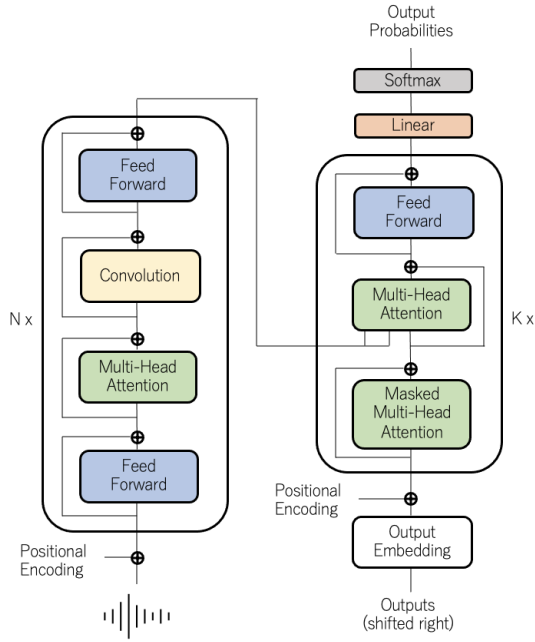 Output
Probabilities
Softmax
Linear
Feed
Forward
Multi-Head
Attention
Masked
Multi-Head
Attention
K x
Positional
Encoding
Output
Embedding
Outputs
(shifted right)
Feed
Forward
Convolution
N x
Multi-Head
Attention
Feed
Forward
Positional
Encoding